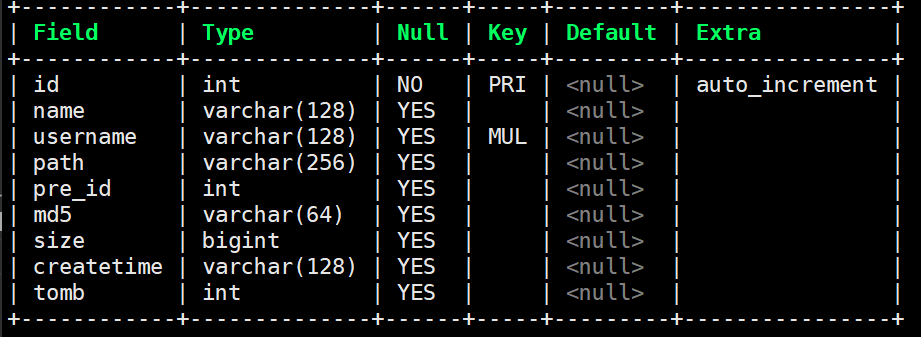 +------------+--------------+------+-----+---------+----------------+
| Field      | Type         | Null | Key | Default | Extra          |
+------------+--------------+------+-----+---------+----------------+
| id         | int          | NO   | PRI | <null>  | auto_increment |
| name       | varchar(128) | YES  |     | <null>  |                |
| username   | varchar(128) | YES  | MUL | <null>  |                |
| path       | varchar(256) | YES  |     | <null>  |                |
| pre_id     | int          | YES  |     | <null>  |                |
| md5        | varchar(64)  | YES  |     | <null>  |                |
| size       | bigint       | YES  |     | <null>  |                |
| createtime | varchar(128) | YES  |     | <null>  |                |
| tomb       | int          | YES  |     | <null>  |                |
+------------+--------------+------+-----+---------+----------------+